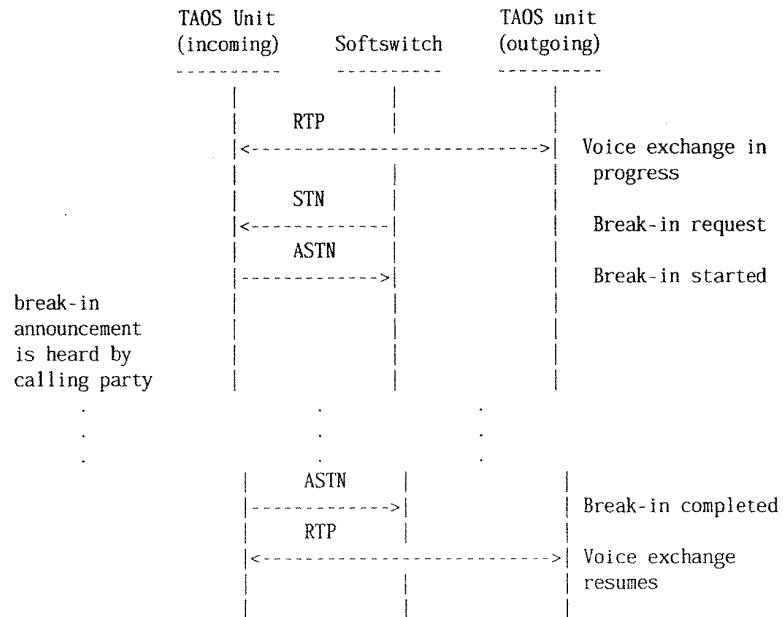 TAOS Unit TAOS unit
(incoming) Softswitch (outgoing)
RTP
Voice exchange in
progress
STN
Break-in request
ASTN
Break-in started
break-in
announcement
is heard by
calling party
ASTN
Break-in completed
RTP
Voice exchange
resumes